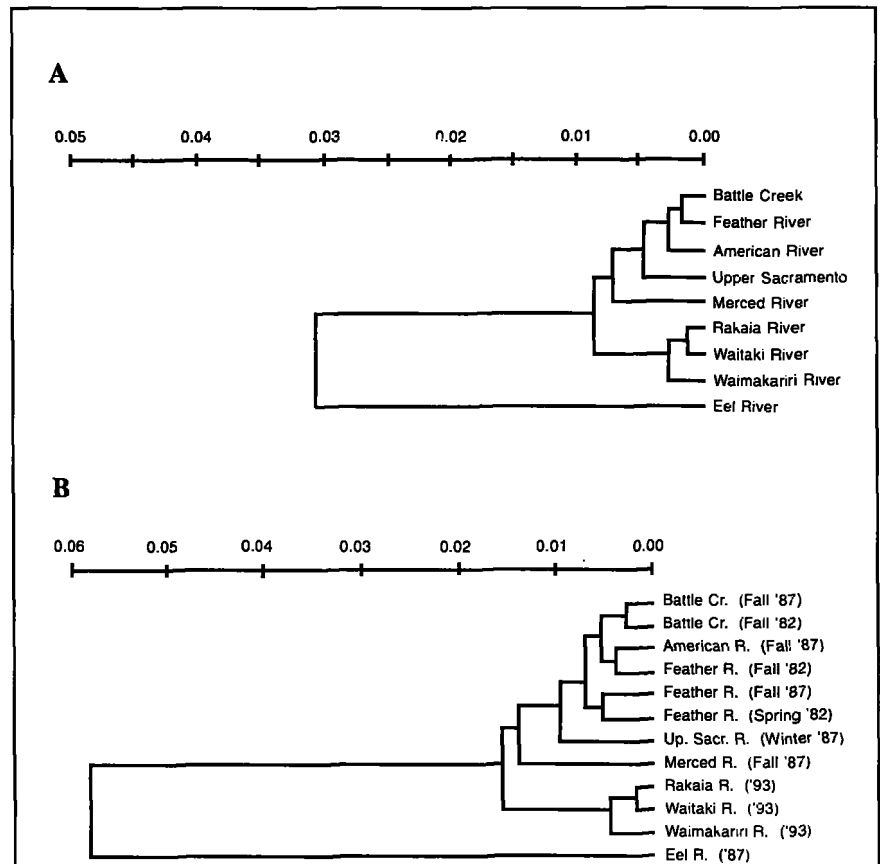 A
0.05 0.04 0.03 0.02 0.01 0.00
Battle Creek
Feather River
American River
Upper Sacramento
Merced River
Rakaia River
Waitaki River
Waimakariri River
Eel River
B
0.06 0.05 0.04 0.03 0.02 0.01 0.00
Battle Cr. (Fall '87)
Battle Cr. (Fall '82)
American R. (Fall '87)
Feather R. (Fall '82)
Feather R. (Fall '87)
Feather R. (Spring '82)
Up. Sacr. R. (Winter '87)
Merced R. (Fall '87)
Rakaia R. ('93)
Waitaki R. ('93)
Waimakariri R. ('93)
Eel R. ('87)